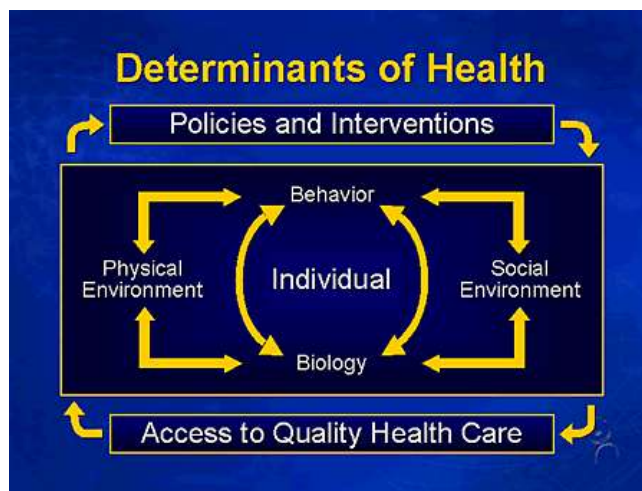 Determinants of Health
Policies and Interventions
Behavior
Physical
Environment
Individual
Social
Environment
Biology
Access to Quality Health Care